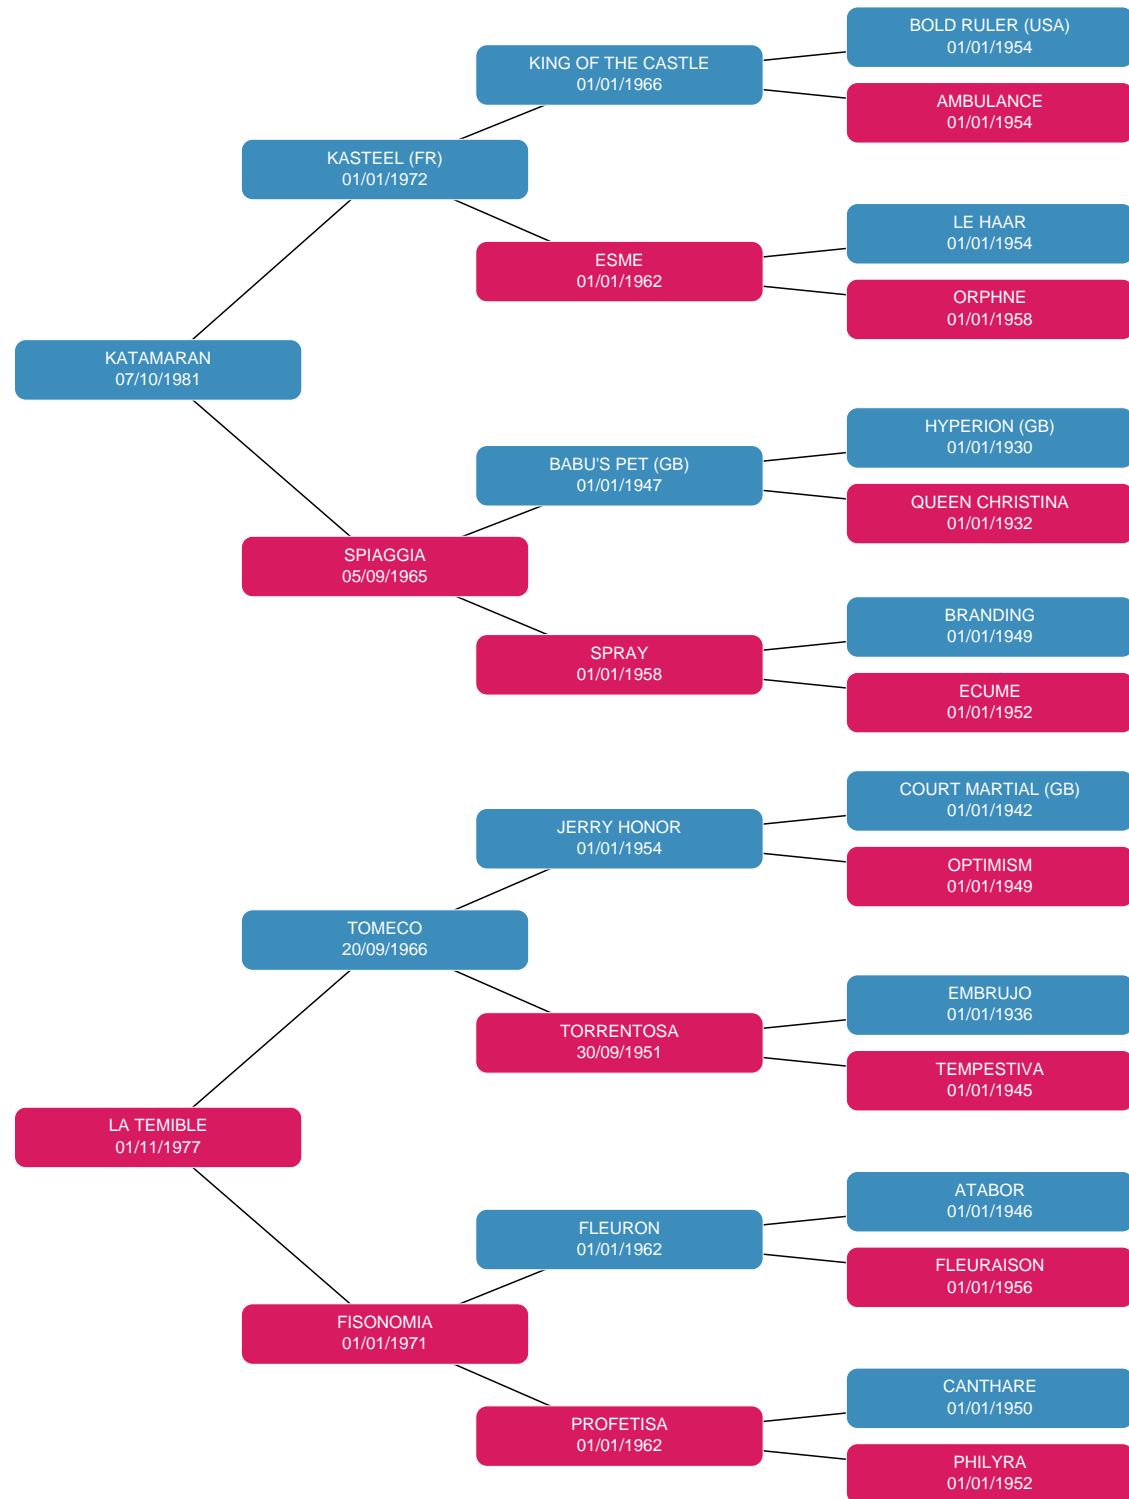 BOLD RULER (USA)
01/01/1954
KING OF THE CASTLE
01/01/1966
AMBULANCE
01/01/1954
KASTEEL (FR)
01/01/1972
LE HAAR
01/01/1954
ESME
01/01/1962
ORPHNE
01/01/1958
KATAMARAN
07/10/1981
HYPERION (GB)
01/01/1930
BABU'S PET (GB)
01/01/1947
QUEEN CHRISTINA
01/01/1932
SPIAGGIA
05/09/1965
BRANDING
01/01/1949
SPRAY
01/01/1958
ECUME
01/01/1952
COURT MARTIAL (GB)
01/01/1942
JERRY HONOR
01/01/1954
OPTIMISM
01/01/1949
TOMECO
20/09/1966
EMBRUJO
01/01/1936
TORRENTOSA
30/09/1951
TEMPESTIVA
01/01/1945
LA TEMIBLE
01/11/1977
ATABOR
01/01/1946
FLEURON
01/01/1962
FLEURAISON
01/01/1956
FISONOMIA
01/01/1971
CANTHARE
01/01/1950
PROFETISA
01/01/1962
PHILYRA
01/01/1952